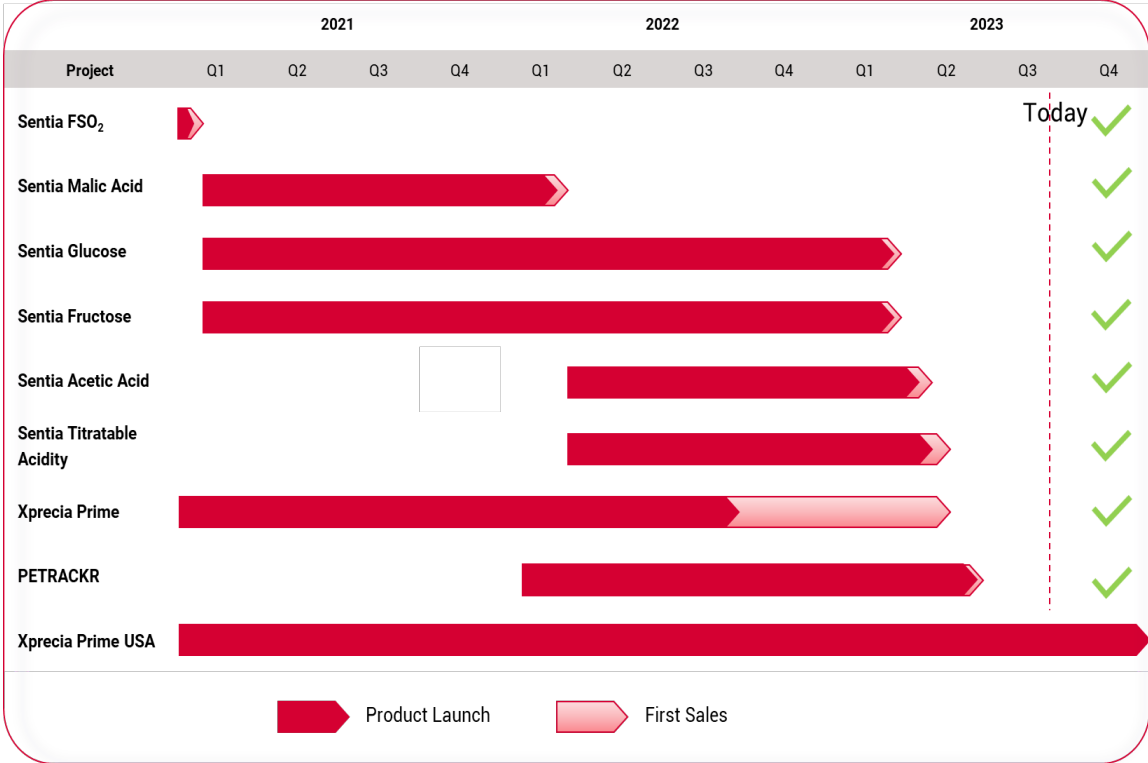 2021 2022 2023
Project Q1 Q2 Q3 Q4 Q1 Q2 Q3 Q4 Q1 Q2 Q3 Q4
Today
Sentia FSO₂
Sentia Malic Acid
Sentia Glucose
Sentia Fructose
Sentia Acetic Acid
Sentia Titratable
Acidity
Xprecia Prime
PETRACKR
Xprecia Prime USA
Product Launch First Sales